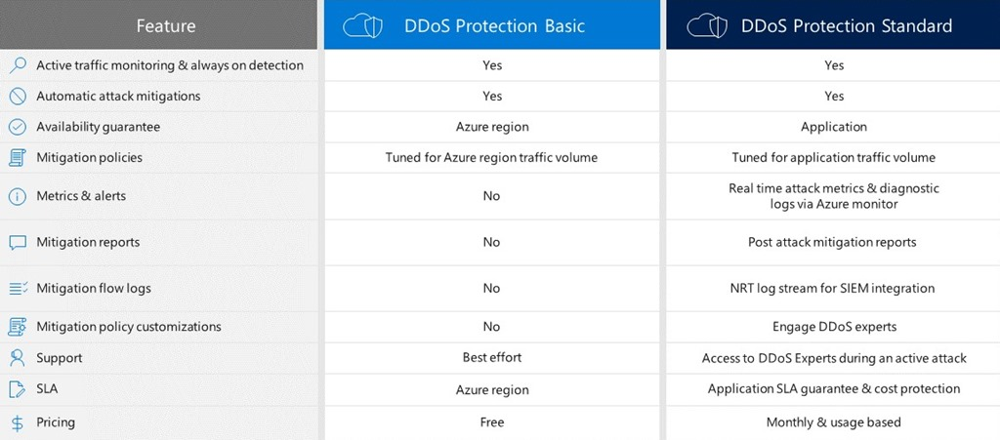 Feature DDoS Protection Basic DDoS Protection Standard
Active traffic monitoring & always on detection Yes Yes
Automatic attack mitigations Yes Yes
Availability guarantee Azure region Application
Mitigation policies Tuned for Azure region traffic volume Tuned for application traffic volume
Metrics & alerts No Real time attack metrics & diagnostic
logs via Azure monitor
Mitigation reports No Post attack mitigation reports
Mitigation flow logs No NRT log stream for SIEM integration
Mitigation policy customizations No Engage DDoS experts
Support Best effort Access to DDoS Experts during an active attack
SLA Azure region Application SLA guarantee & cost protection
Pricing Free Monthly & usage based